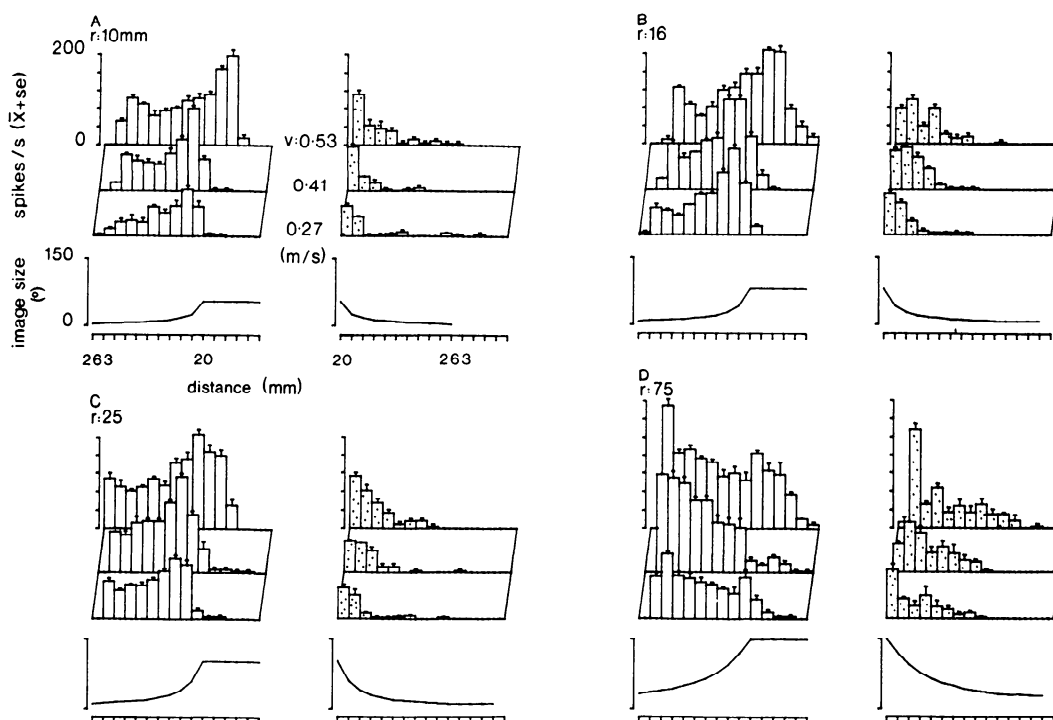 A
r:10mm
200
0
spikes/s (X̅+se)
v:0·53
0·41
0·27
(m/s)
150
0
image size
(º)
263
20
20
263
distance (mm)
B
r:16
C
r:25
D
r:75